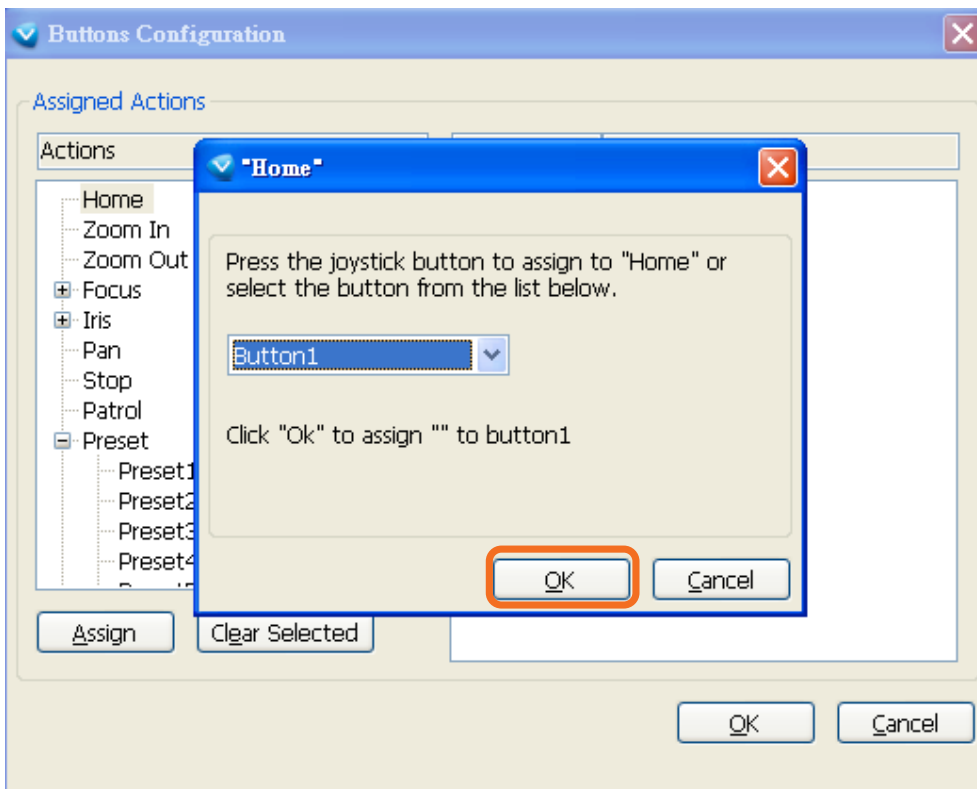 Buttons Configuration
Assigned Actions
Actions
Home
Zoom In
Zoom Out
Focus
Iris
Pan
Stop
Patrol
Preset
Preset1
Preset2
Preset3
Preset4
"Home"
Press the joystick button to assign to "Home" or
select the button from the list below.
Button1
Click "Ok" to assign "" to button1
OK
Cancel
Assign
Clear Selected
OK
Cancel